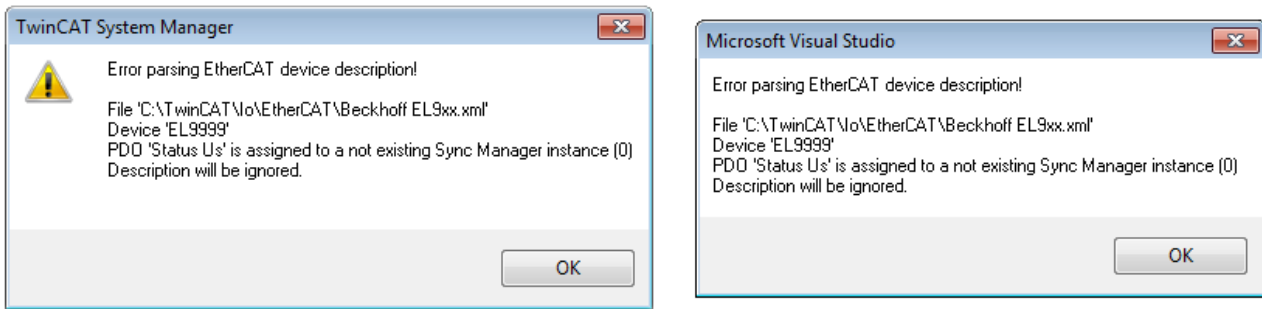 TwinCAT System Manager
Error parsing EtherCAT device description!
File 'C:\TwinCAT\Io\EtherCAT\Beckhoff EL9xx.xml'
Device 'EL9999'
PDO 'Status Us' is assigned to a not existing Sync Manager instance (0)
Description will be ignored.
OK
Microsoft Visual Studio
Error parsing EtherCAT device description!
File 'C:\TwinCAT\Io\EtherCAT\Beckhoff EL9xx.xml'
Device 'EL9999'
PDO 'Status Us' is assigned to a not existing Sync Manager instance (0)
Description will be ignored.
OK